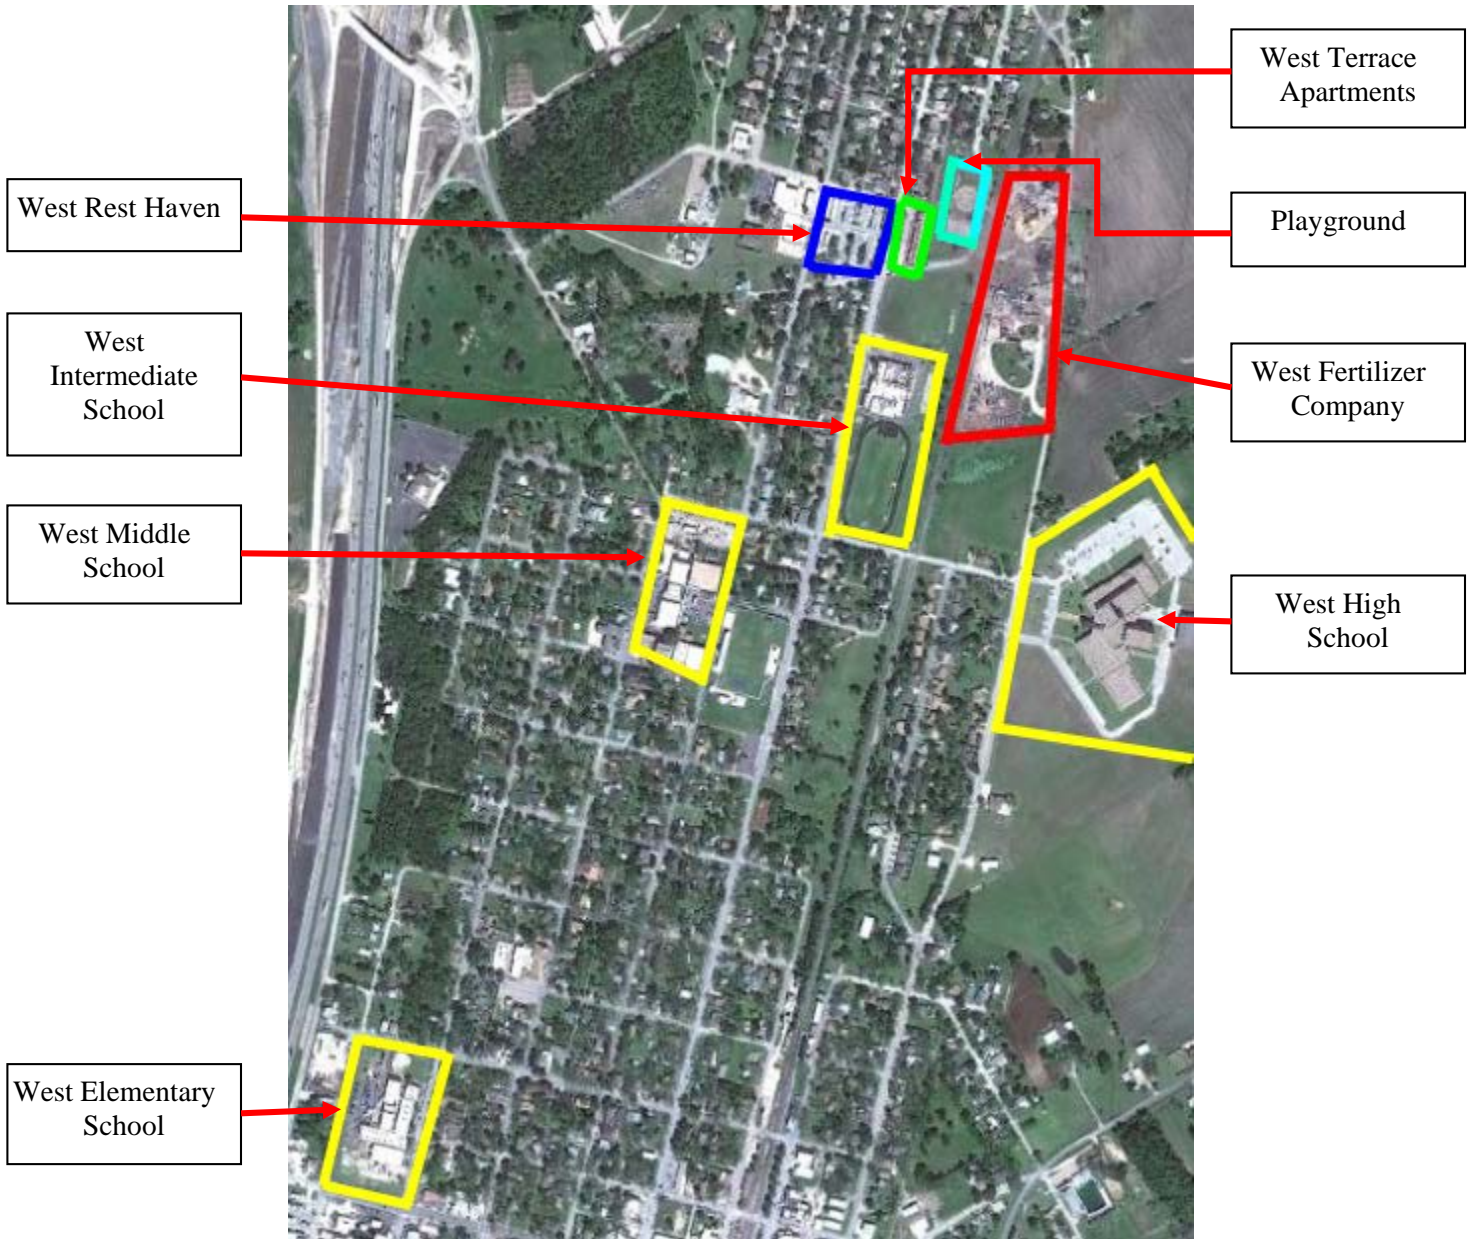 West Terrace
Apartments
West Rest Haven
Playground
West
Intermediate
School
West Fertilizer
Company
West Middle
School
West High
School
West Elementary
School